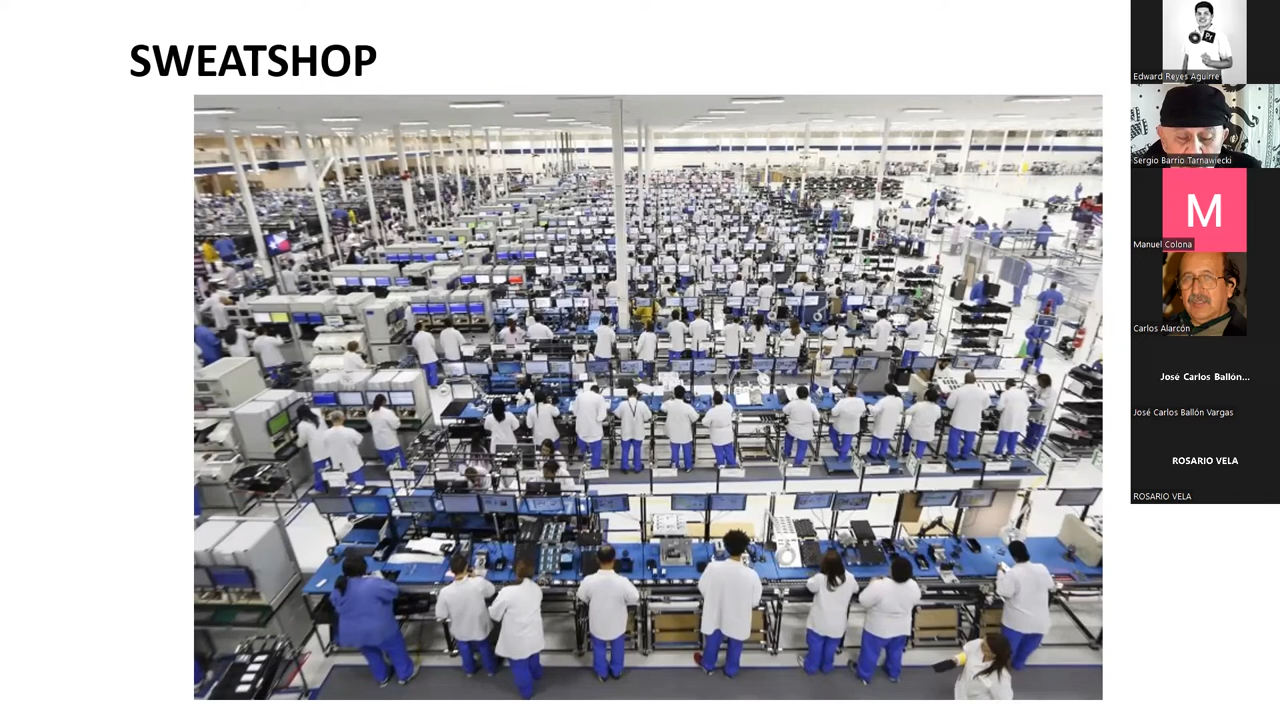 SWEATSHOP
Pr
Edward Reyes Aguirre
Sergio Barrio Tarnawiecki
M
Manuel Colona
Carlos Alarcón
José Carlos Ballón...
José Carlos Ballón Vargas
ROSARIO VELA
ROSARIO VELA